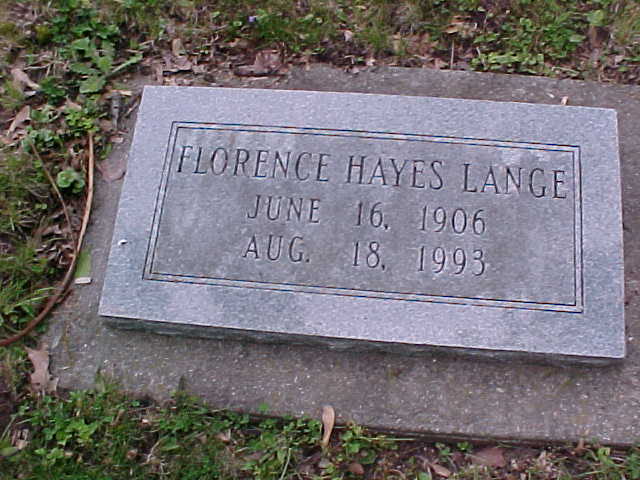 FLORENCE HAYES LANGE
JUNE 16, 1906
AUG. 18, 1993